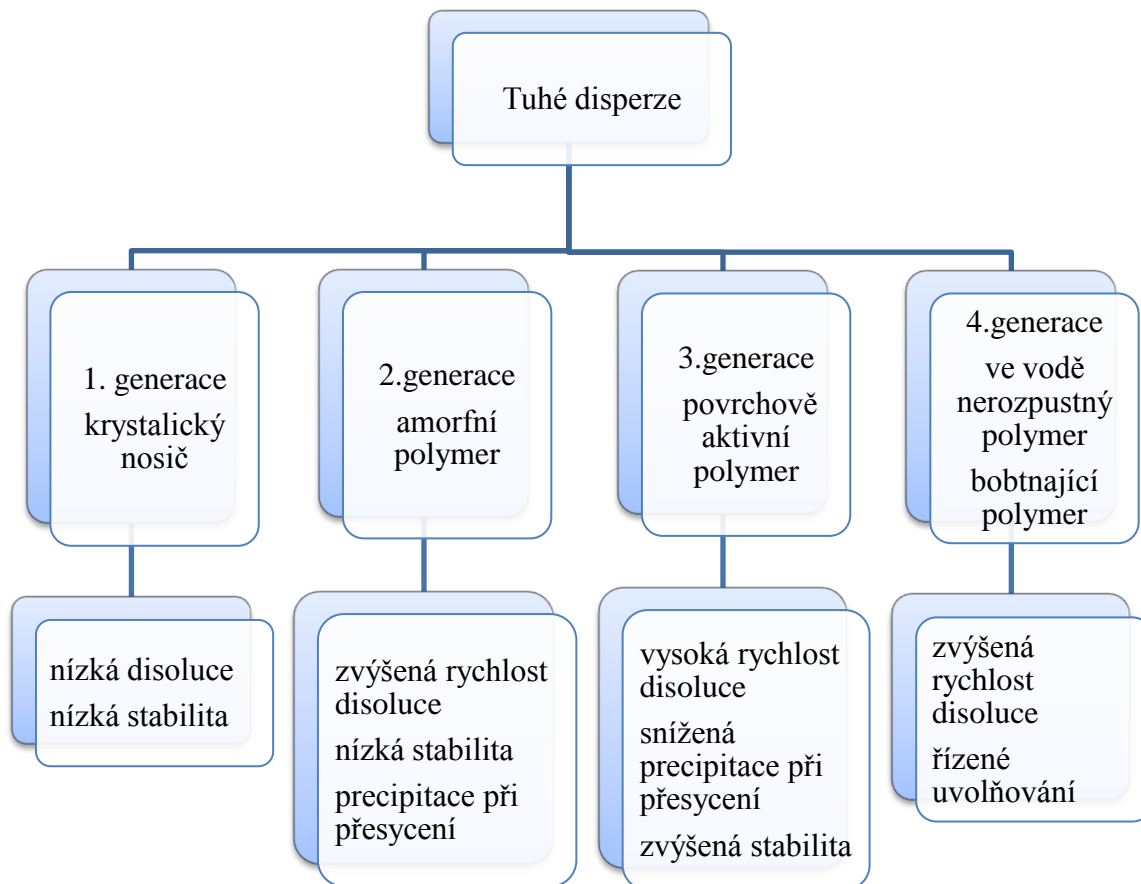 Tuhé disperze
1. generace
krystalický
nosič
2.generace
amorfní
polymer
3.generace
povrchově
aktivní
polymer
4.generace
ve vodě
nerozpustný
polymer
bobtnající
polymer
nízká disoluce
nízká stabilita
zvýšená rychlost
disoluce
nízká stabilita
precipitace při
přesycení
vysoká rychlost
disoluce
snížená
precipitace při
přesycení
zvýšená stabilita
zvýšená
rychlost
disoluce
řízené
uvolňování